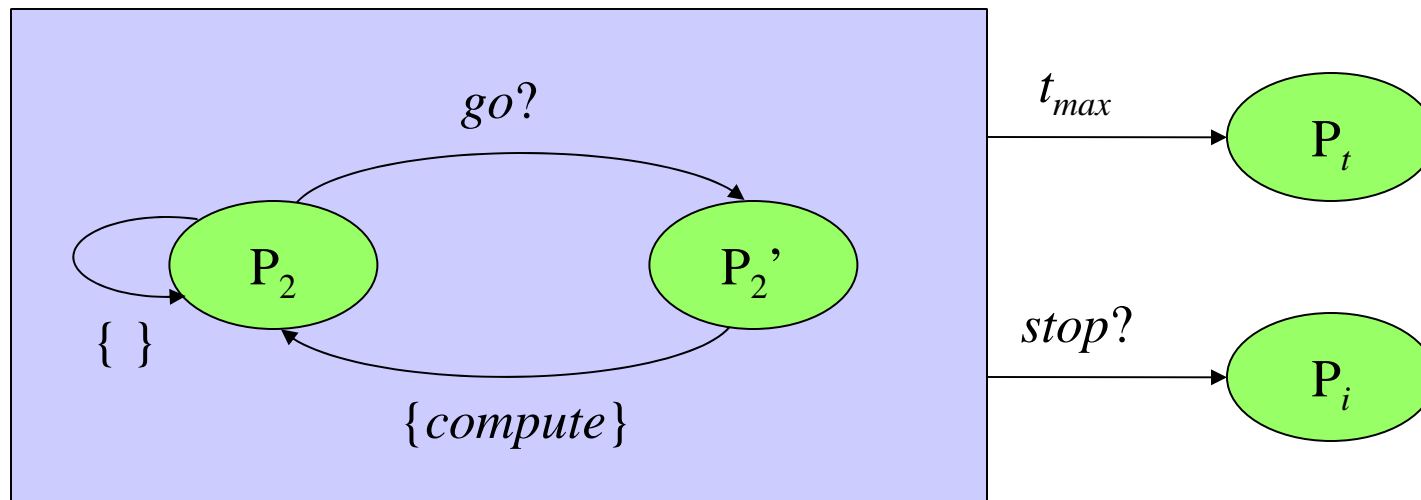 go?
t_max
P_t
P_2
P_2’
{ }
stop?
P_i
{compute}